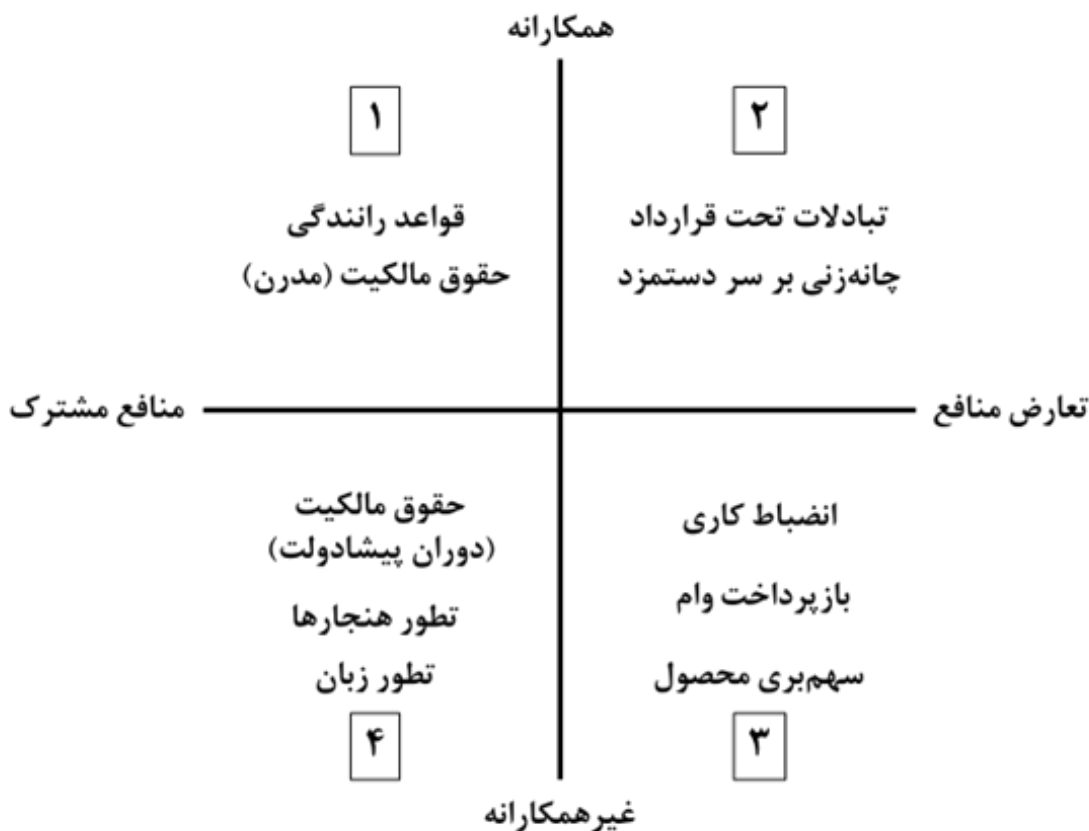 همکارانه
۱
قواعد رانندگی
حقوق مالکیت (مدرن)
۲
تبادلات تحت قرارداد
چانه‌زنی بر سر دستمزد
منافع مشترک
تعارض منافع
حقوق مالکیت
(دوران پیشادولت)
تطور هنجارها
تطور زبان
۴
انضباط کاری
بازپرداخت وام
سهم‌بری محصول
۳
غیرهمکارانه